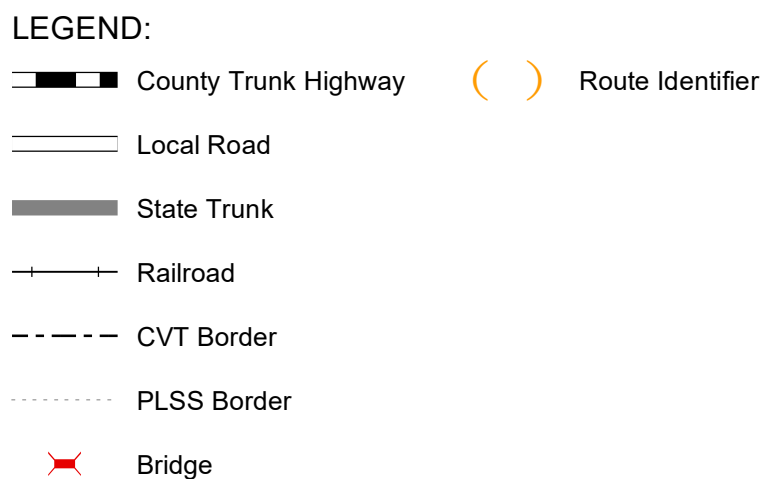 LEGEND:
County Trunk Highway
Local Road
State Trunk
Railroad
CVT Border
PLSS Border
Bridge
( ) Route Identifier